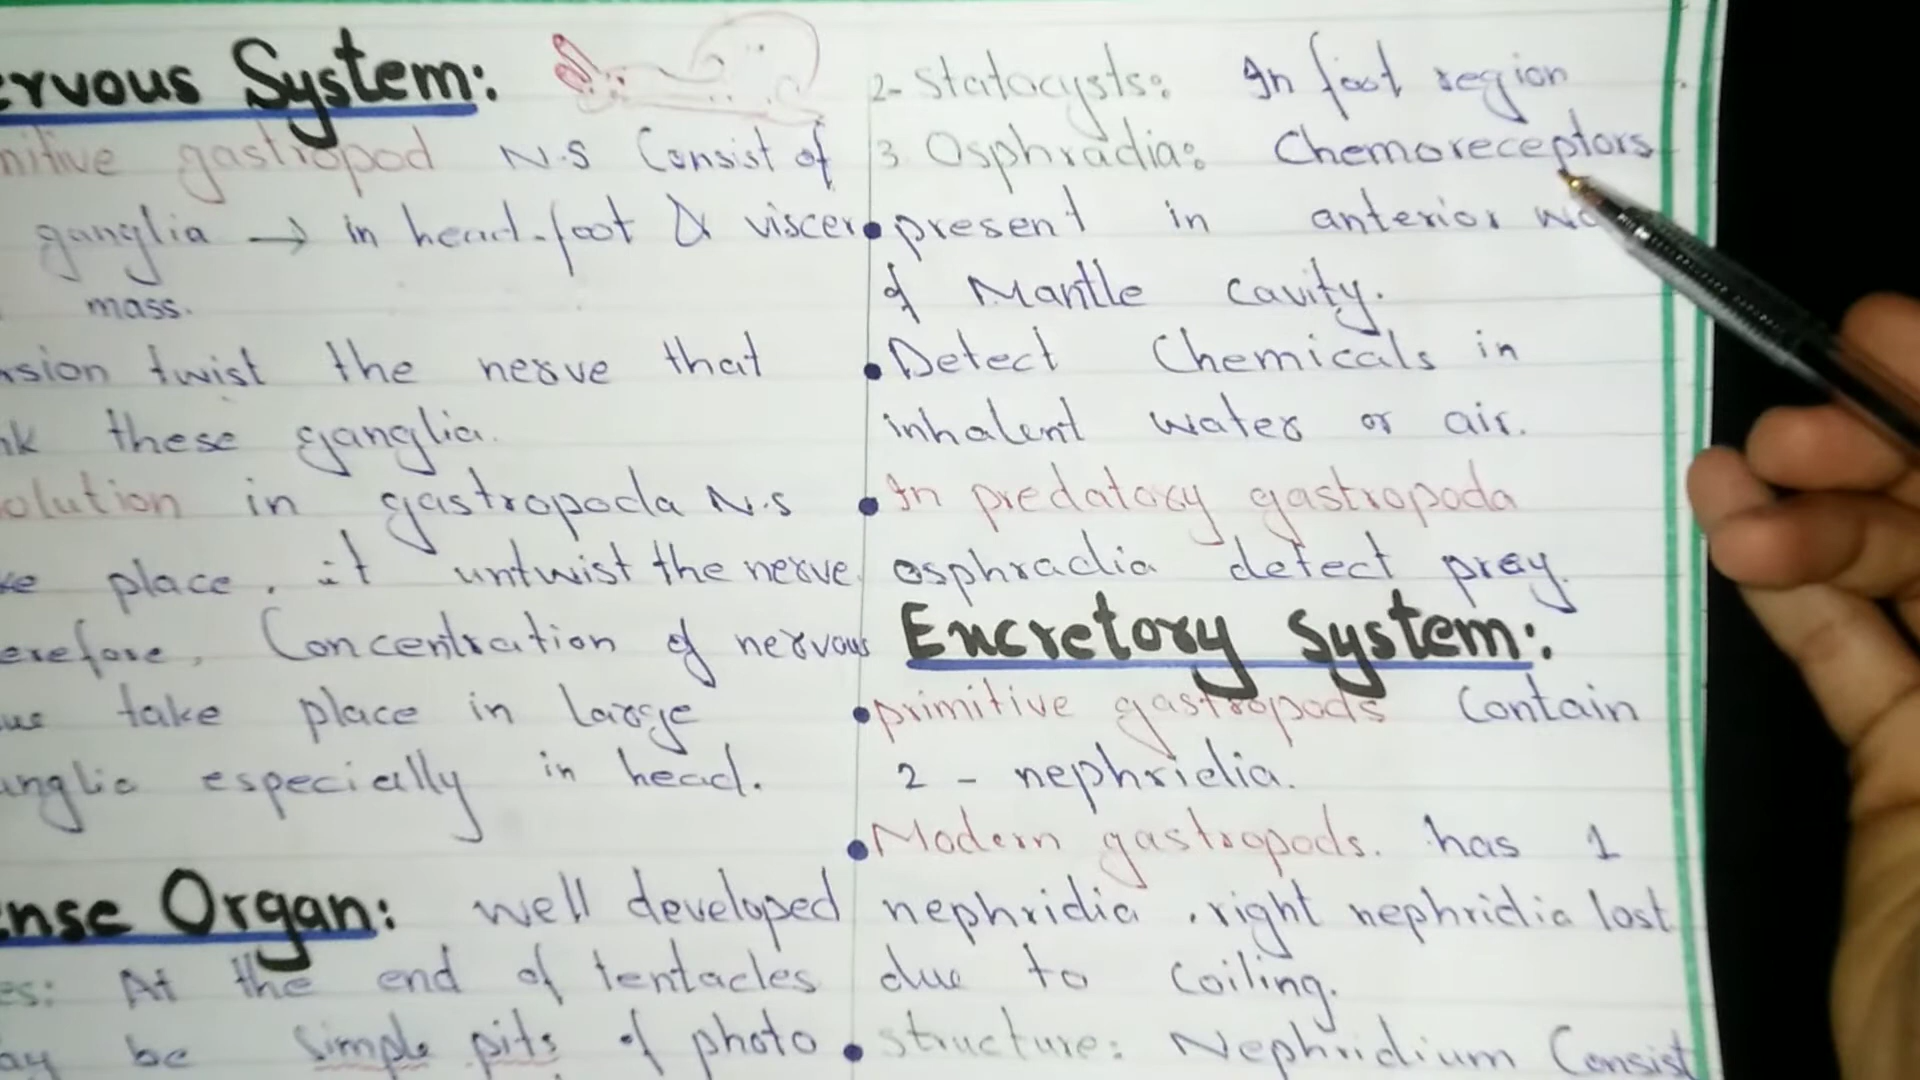 ervous System:
nitive gastropod N.S Consist of
ganglia → in head-foot & viscer
mass.
rsion twist the nerve that
nk these ganglia.
olution in gastropoda N.S
ke place. it untwist the nerve.
erefore, Concentration of nervous
take place in large
anglia especially in head.
ense Organ: well developed
es: At the end of tentacles
ay be simple pits of photo
2- Statocysts: In foot region
3. Osphradia: Chemoreceptors
• present in anterior wa
of Mantle cavity.
• Detect Chemicals in
inhalent water or air.
• In predatory gastropoda
osphradia detect prey.
Excretory System:
• primitive gastropods Contain
2 - nephridia.
• Modern gastropods. has 1
nephridia, right nephridia lost
due to Coiling.
• structure: Nephridium Consist